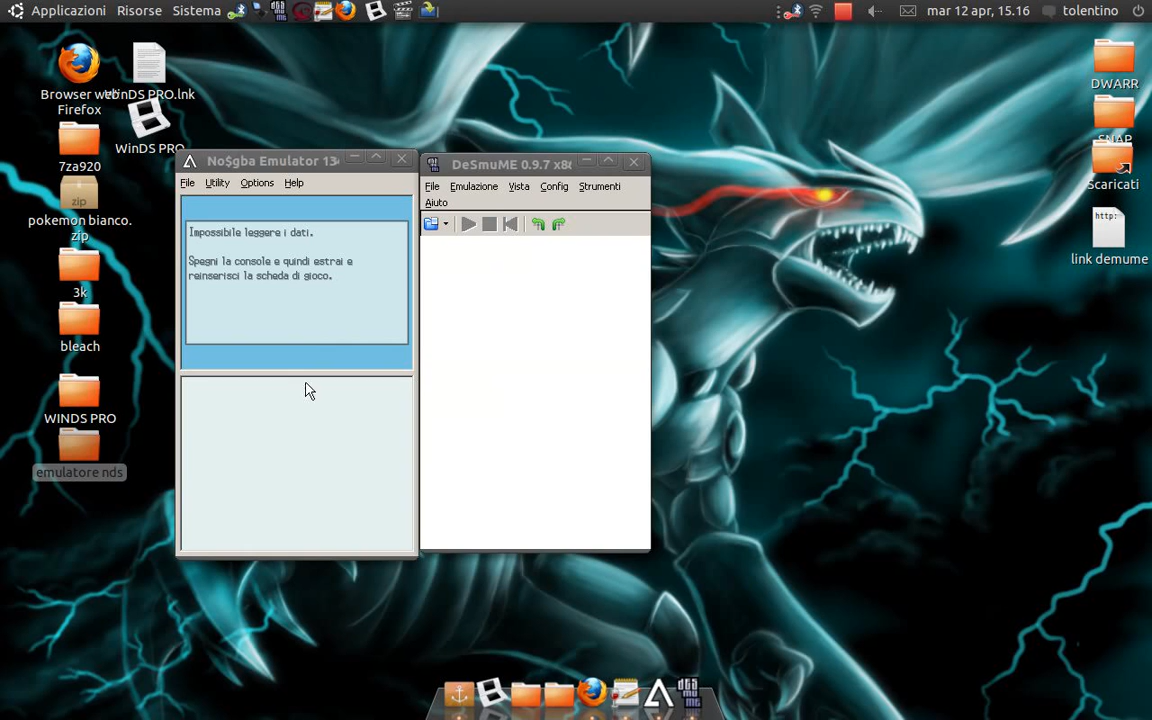 Applicazioni Risorse Sistema
mar 12 apr, 15.16 tolentino
Browser web
Firefox
WinDS PRO.lnk
WinDS PRO
7za920
zip
pokemon bianco.
zip
3k
bleach
WINDS PRO
emulatore nds
No$gba Emulator
File Utility Options Help
Impossibile leggere i dati.
Spegni la console e quindi estrai e
reinserisci la scheda di gioco.
DeSmuME 0.9.7
File Emulazione Vista Config Strumenti
Aiuto
DWARR
SNAP
Scaricati
http:
link demume